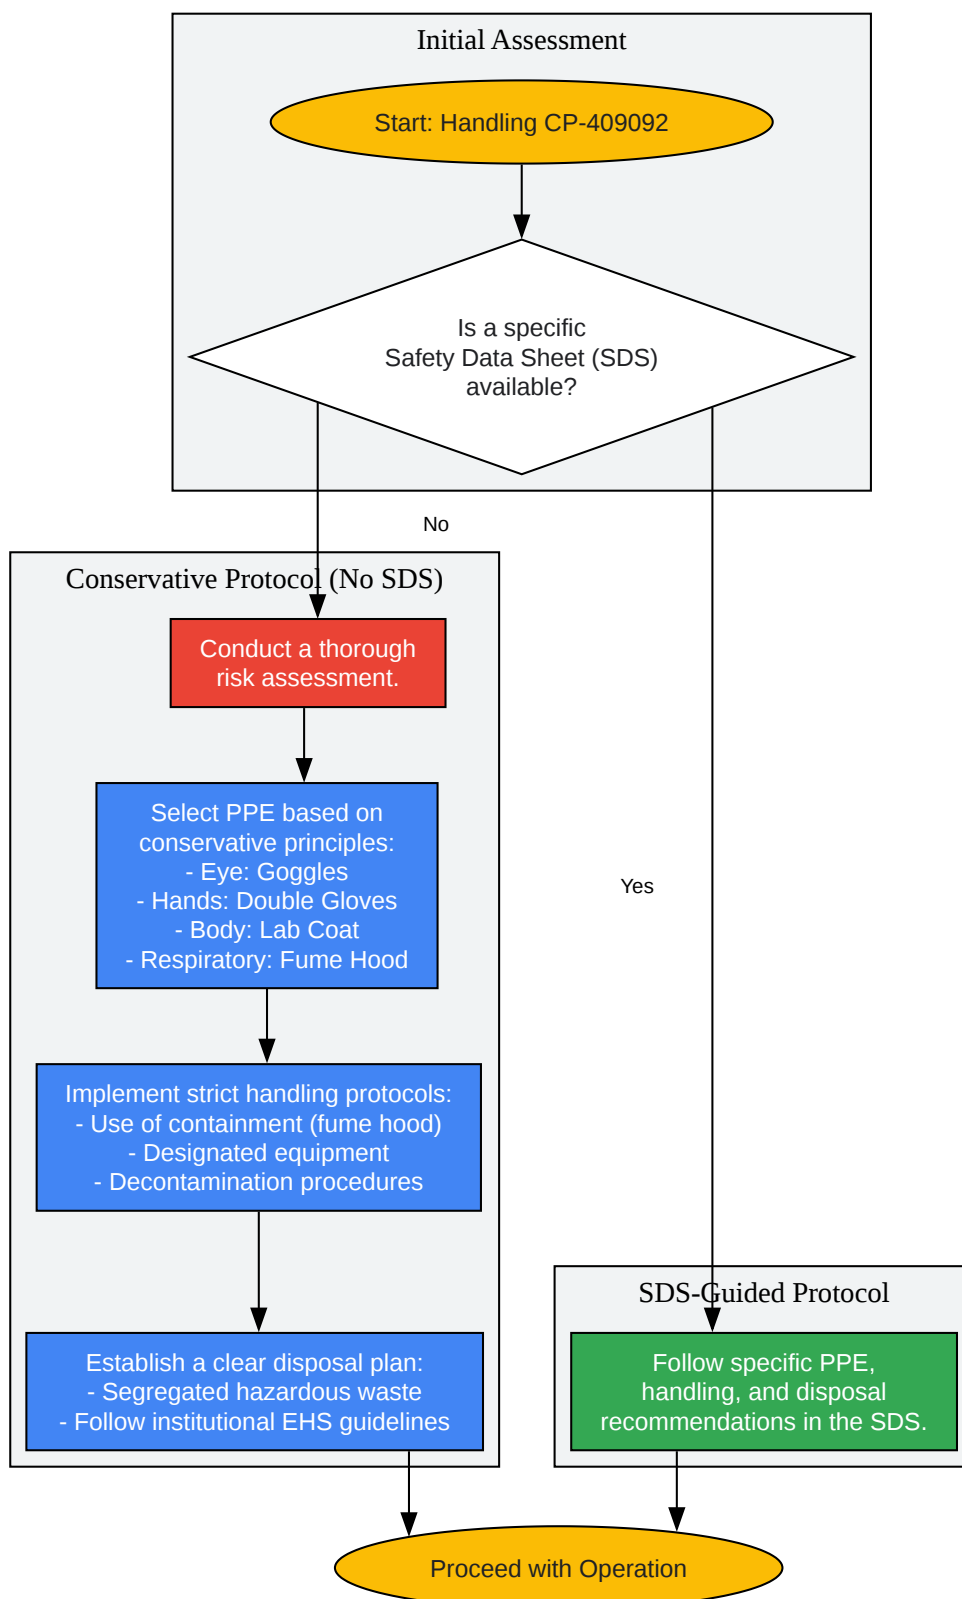 Initial Assessment
Start: Handling CP-409092
Is a specific
Safety Data Sheet (SDS)
available?
No
Conservative Protocol (No SDS)
Conduct a thorough
risk assessment.
Select PPE based on
conservative principles:
- Eye: Goggles
- Hands: Double Gloves
- Body: Lab Coat
- Respiratory: Fume Hood
Yes
Implement strict handling protocols:
- Use of containment (fume hood)
- Designated equipment
- Decontamination procedures
Establish a clear disposal plan:
- Segregated hazardous waste
- Follow institutional EHS guidelines
SDS-Guided Protocol
Follow specific PPE,
handling, and disposal
recommendations in the SDS.
Proceed with Operation